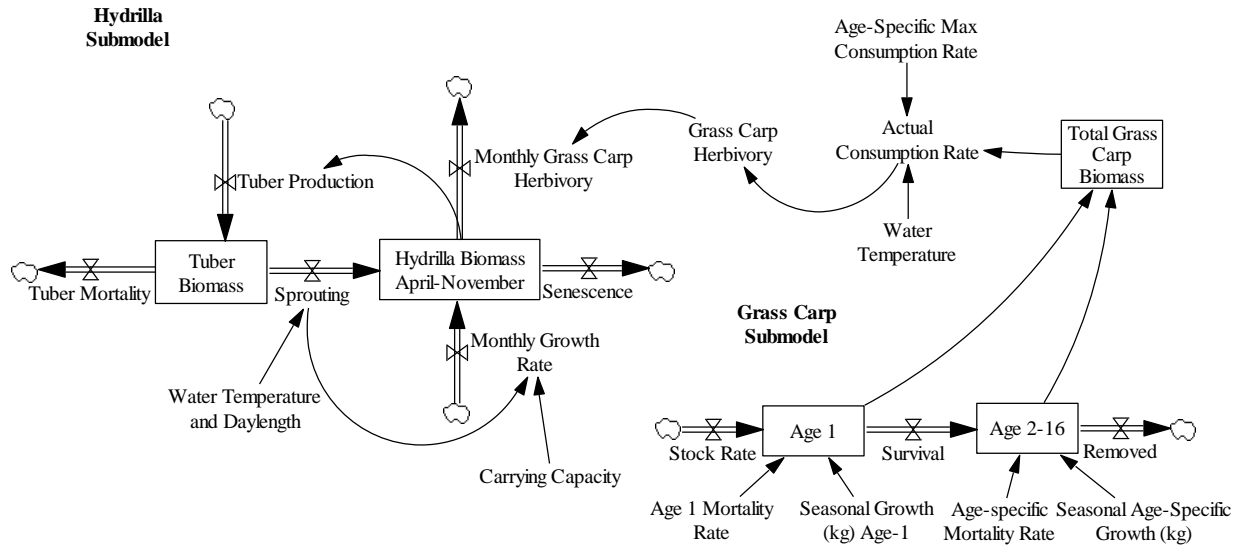 Hydrilla
Submodel
Age-Specific Max
Consumption Rate
Monthly Grass Carp
Herbivory
Grass Carp
Herbivory
Actual
Consumption Rate
Total Grass
Carp
Biomass
Tuber Production
Water
Temperature
Tuber
Biomass
Hydrilla Biomass
April-November
Tuber Mortality
Sprouting
Senescence
Grass Carp
Submodel
Monthly Growth
Rate
Water Temperature
and Daylength
Carrying Capacity
Age 1
Age 2-16
Stock Rate
Survival
Removed
Age 1 Mortality
Rate
Seasonal Growth
(kg) Age-1
Age-specific
Mortality Rate
Seasonal Age-Specific
Growth (kg)